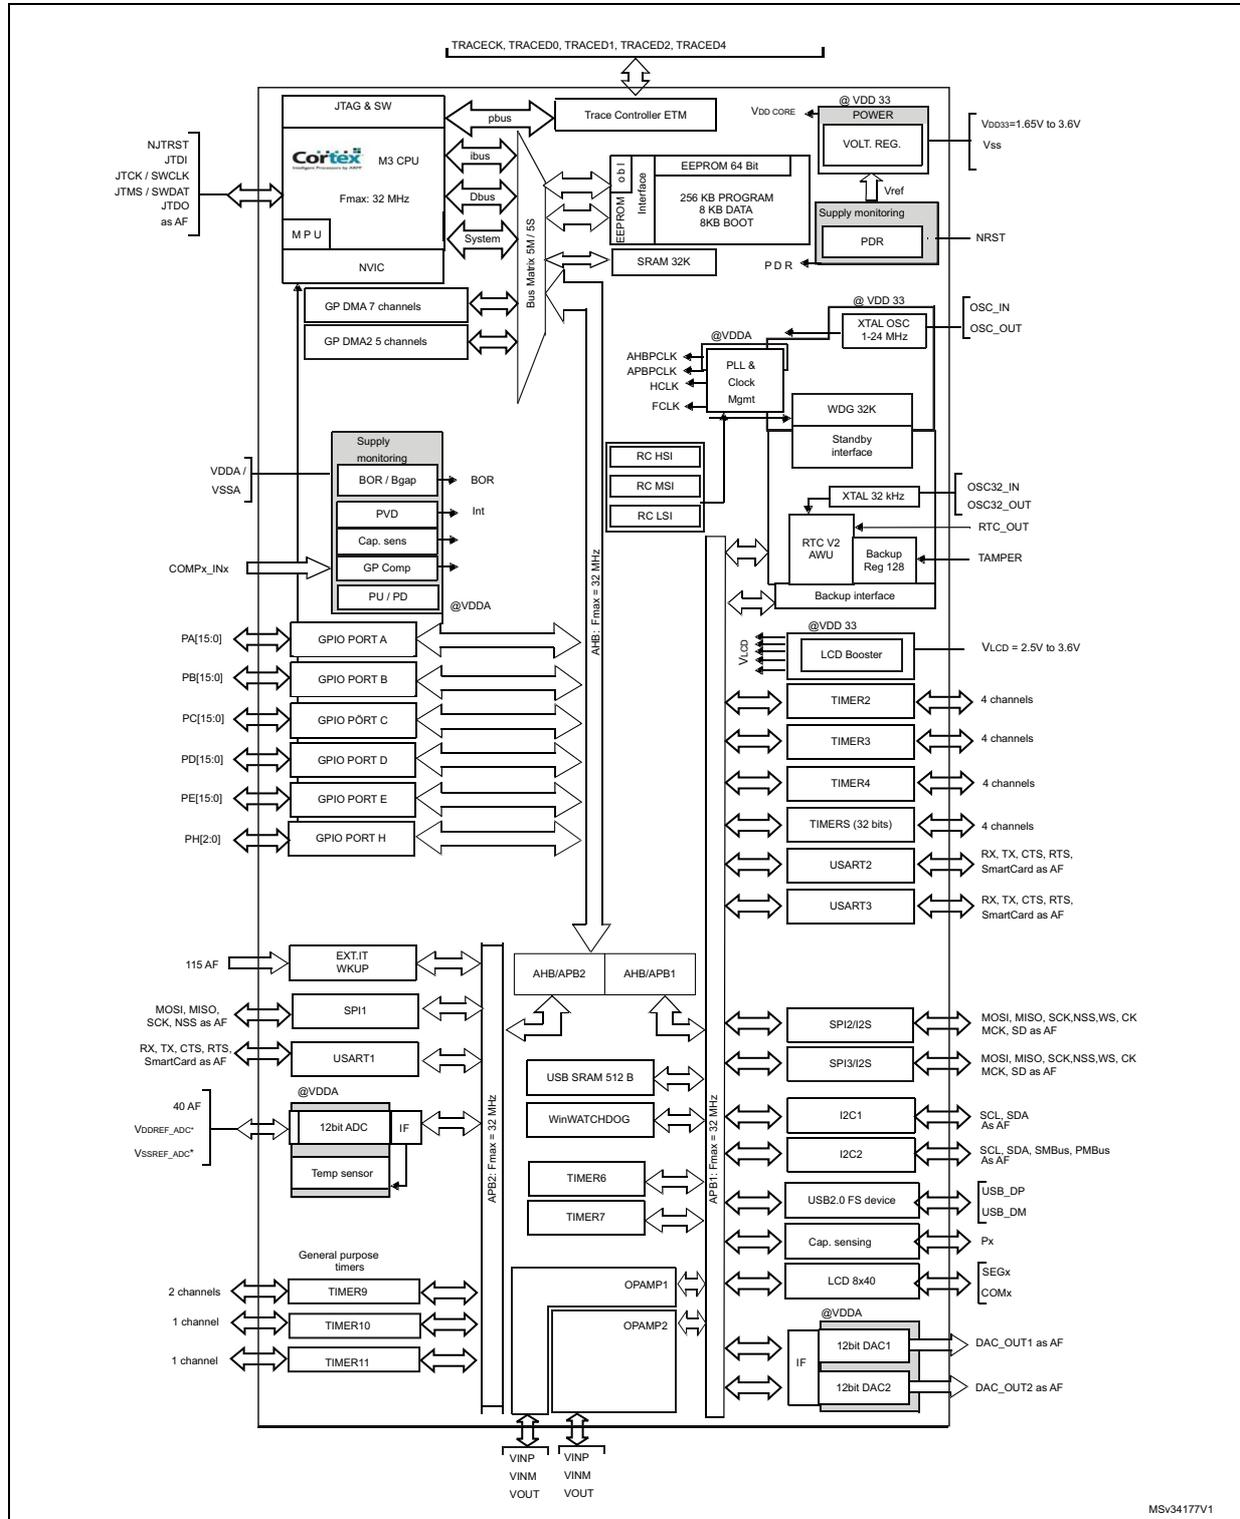 TRACECK, TRACED0, TRACED1, TRACED2, TRACED4
JTAG & SW
pbus
Trace Controller ETM
VDD CORE
@ VDD 33
POWER
VOLT. REG.
VDD33=1.65V to 3.6V
Vss
NJTRST
JTDI
JTCK / SWCLK
JTMS / SWDAT
JTDO
as AF
Cortex
Intelligent Processors by ARM®
M3 CPU
Fmax: 32 MHz
MPU
NVIC
ibus
Dbus
System
Bus Matrix 5M / 5S
EEPROM obl
Interface
EEPROM 64 Bit
256 KB PROGRAM
8 KB DATA
8KB BOOT
SRAM 32K
Vref
Supply monitoring
PDR
NRST
PDR
GP DMA 7 channels
GP DMA2 5 channels
@ VDD 33
XTAL OSC
1-24 MHz
OSC_IN
OSC_OUT
@VDDA
PLL &
Clock
Mgmt
AHBPCLK
APBPCLK
HCLK
FCLK
WDG 32K
Standby
interface
RC HSI
RC MSI
RC LSI
Supply
monitoring
VDDA /
VSSA
BOR / Bgap
BOR
PVD
Int
Cap. sens
GP Comp
PU / PD
COMPx_INx
@VDDA
XTAL 32 kHz
OSC32_IN
OSC32_OUT
RTC V2
AWU
RTC_OUT
Backup
Reg 128
TAMPER
Backup interface
AHB: Fmax = 32 MHz
PA[15:0]
GPIO PORT A
PB[15:0]
GPIO PORT B
PC[15:0]
GPIO PÖRT C
PD[15:0]
GPIO PORT D
PE[15:0]
GPIO PORT E
PH[2:0]
GPIO PORT H
@VDD 33
VLCD
LCD Booster
VLCD = 2.5V to 3.6V
TIMER2
4 channels
TIMER3
4 channels
TIMER4
4 channels
TIMERS (32 bits)
4 channels
USART2
RX, TX, CTS, RTS,
SmartCard as AF
USART3
RX, TX, CTS, RTS,
SmartCard as AF
115 AF
EXT.IT
WKUP
AHB/APB2
AHB/APB1
MOSI, MISO,
SCK, NSS as AF
SPI1
RX, TX, CTS, RTS,
SmartCard as AF
USART1
SPI2/I2S
MOSI, MISO, SCK,NSS,WS, CK
MCK, SD as AF
SPI3/I2S
MOSI, MISO, SCK,NSS,WS, CK
MCK, SD as AF
USB SRAM 512 B
WinWATCHDOG
APB2: Fmax = 32 MHz
APB1: Fmax = 32 MHz
@VDDA
40 AF
VDDREF_ADC*
VSSREF_ADC*
12bit ADC
IF
Temp sensor
I2C1
SCL, SDA
As AF
I2C2
SCL, SDA, SMBus, PMBus
As AF
TIMER6
TIMER7
USB2.0 FS device
USB_DP
USB_DM
Cap. sensing
Px
LCD 8x40
SEGx
COMx
General purpose
timers
2 channels
TIMER9
1 channel
TIMER10
1 channel
TIMER11
OPAMP1
OPAMP2
@VDDA
IF
12bit DAC1
DAC_OUT1 as AF
12bit DAC2
DAC_OUT2 as AF
VINP
VINM
VOUT
VINP
VINM
VOUT
MSv34177V1